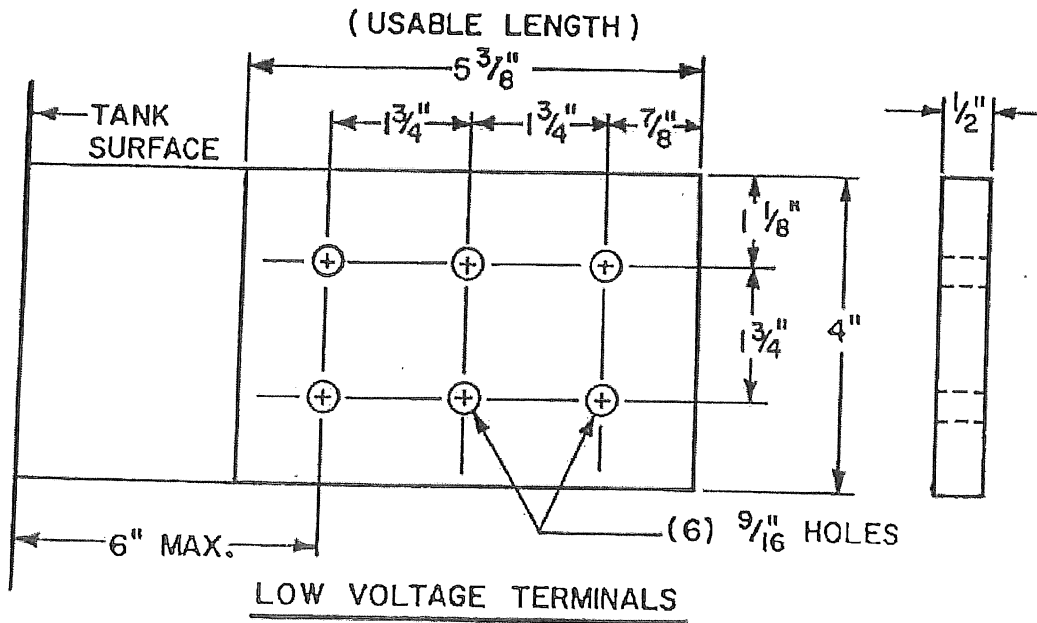 (USABLE LENGTH)
5 3/8"
TANK
SURFACE
1 3/4"
1 3/4"
7/8"
1/2"
1 1/8"
1 3/4"
4"
6" MAX.
(6) 9/16" HOLES
LOW VOLTAGE TERMINALS